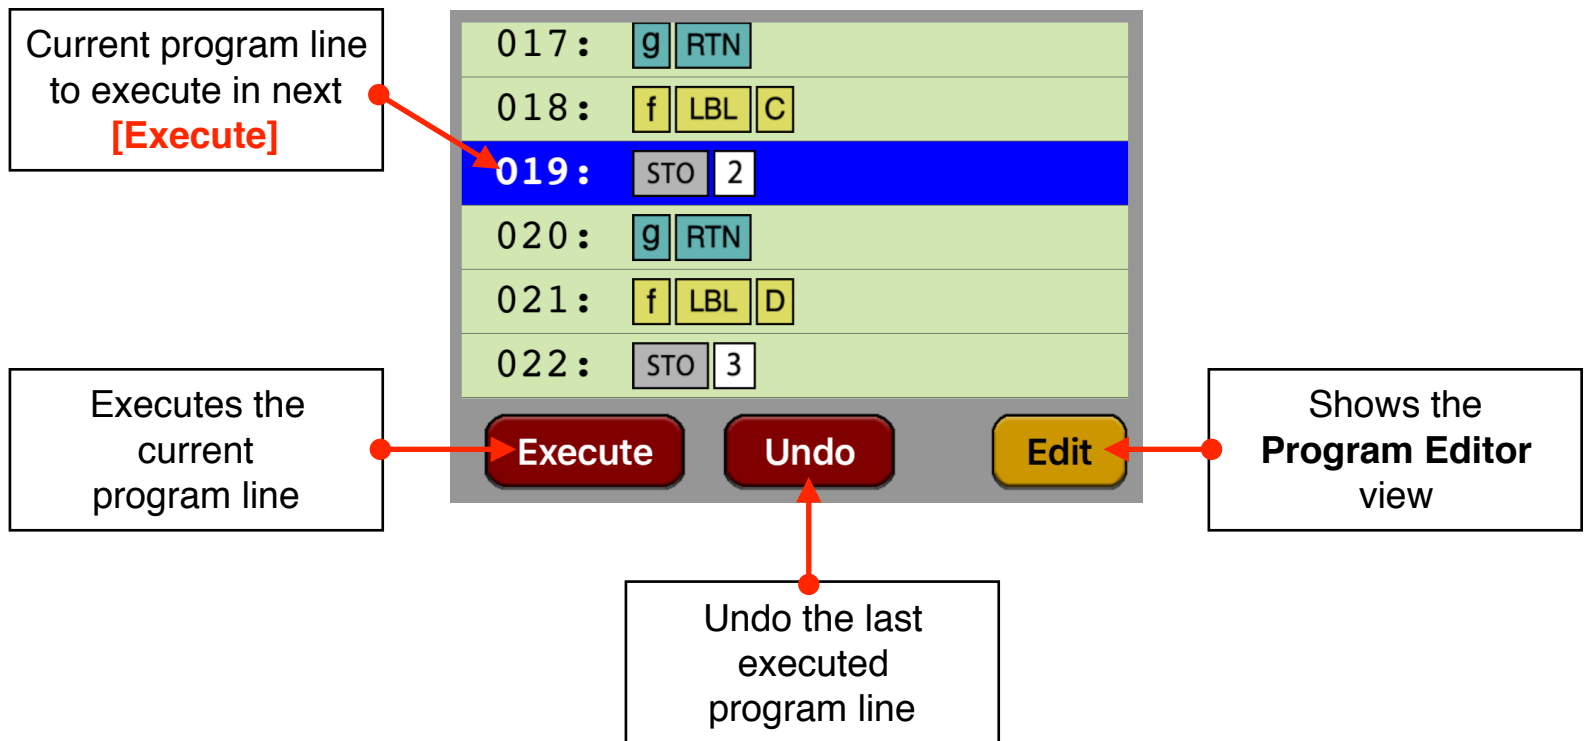 Current program line
to execute in next
[Execute]
017: g RTN
018: f LBL C
019: STO 2
020: g RTN
021: f LBL D
022: STO 3
Executes the
current
program line
Execute Undo Edit
Shows the
Program Editor
view
Undo the last
executed
program line